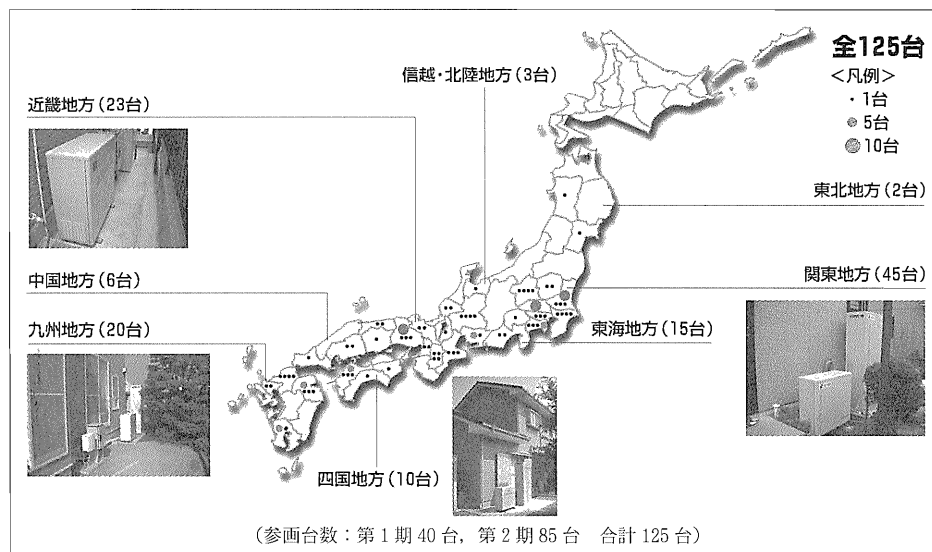 全125台
<凡例>
・1台
5台
10台
信越・北陸地方(3台)
近畿地方(23台)
東北地方(2台)
中国地方(6台)
関東地方(45台)
九州地方(20台)
東海地方(15台)
四国地方(10台)
(参画台数：第1期40台，第2期85台　合計125台)